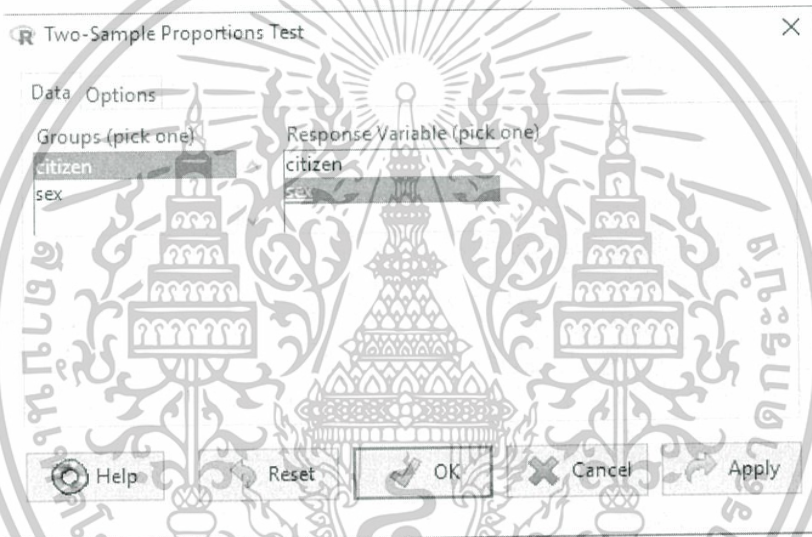 R Two-Sample Proportions Test
Data Options
Groups (pick one)
Response Variable (pick one)
citizen
sex
citizen
sex
Help
Reset
OK
Cancel
Apply